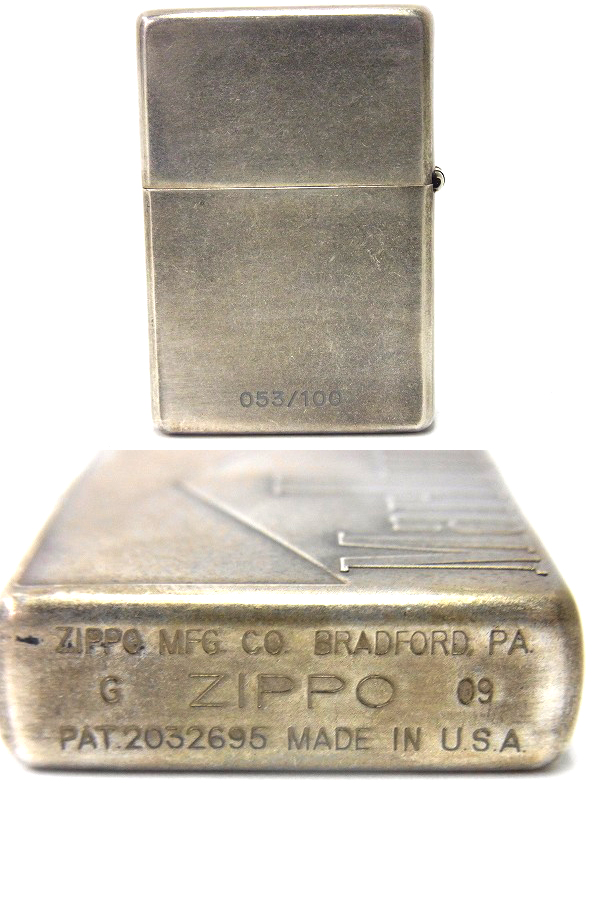 053/100
ZIPPO MFG. CO. BRADFORD, PA.
G ZIPPO 09
PAT.2032695 MADE IN U.S.A.